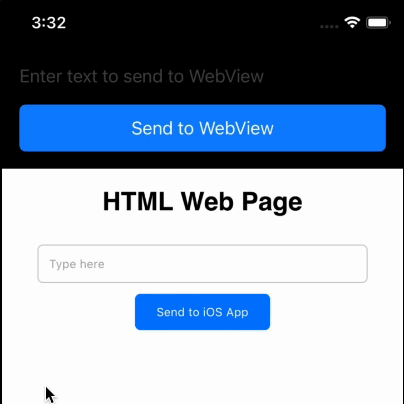 3:32
Enter text to send to WebView
Send to WebView
HTML Web Page
Type here
Send to iOS App